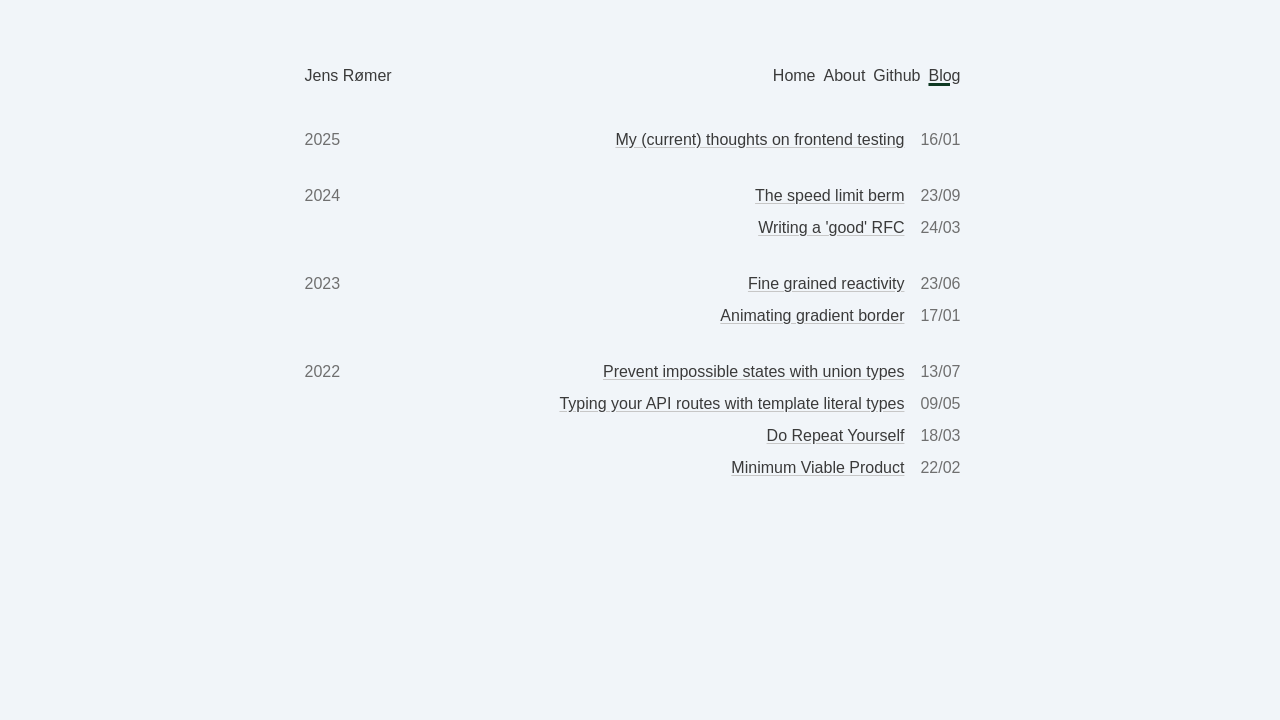 Jens Rømer Home About Github Blog
2025 My (current) thoughts on frontend testing 16/01
2024 The speed limit berm 23/09
Writing a 'good' RFC 24/03
2023 Fine grained reactivity 23/06
Animating gradient border 17/01
2022 Prevent impossible states with union types 13/07
Typing your API routes with template literal types 09/05
Do Repeat Yourself 18/03
Minimum Viable Product 22/02